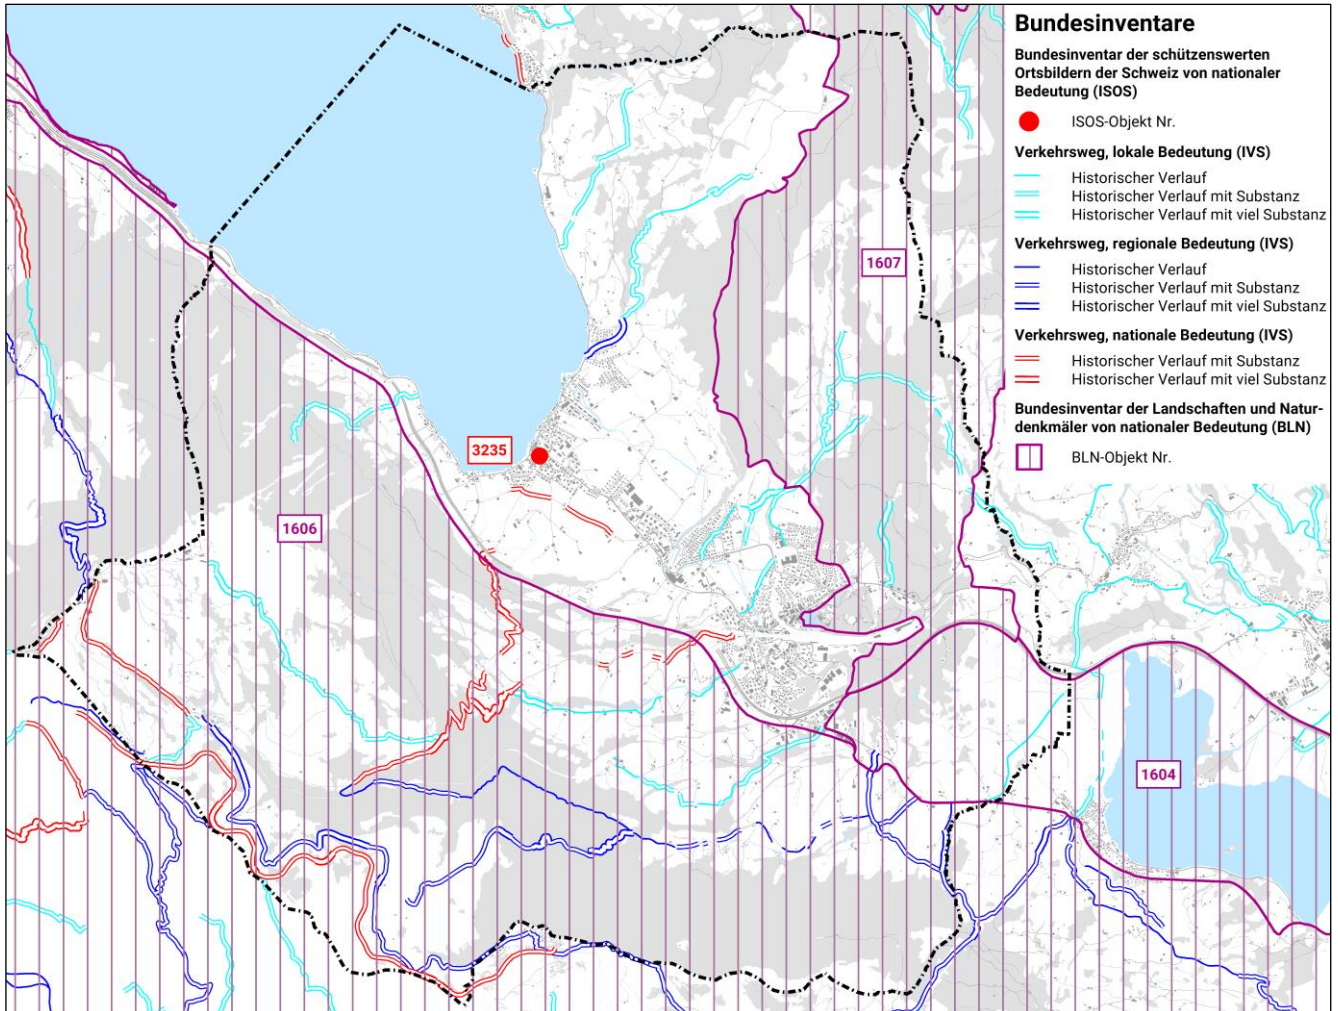 Bundesinventare
Bundesinventar der schützenswerten
Ortsbildern der Schweiz von nationaler
Bedeutung (ISOS)
ISOS-Objekt Nr.
Verkehrsweg, lokale Bedeutung (IVS)
Historischer Verlauf
Historischer Verlauf mit Substanz
Historischer Verlauf mit viel Substanz
Verkehrsweg, regionale Bedeutung (IVS)
Historischer Verlauf
Historischer Verlauf mit Substanz
Historischer Verlauf mit viel Substanz
Verkehrsweg, nationale Bedeutung (IVS)
Historischer Verlauf mit Substanz
Historischer Verlauf mit viel Substanz
Bundesinventar der Landschaften und Natur-
denkmäler von nationaler Bedeutung (BLN)
BLN-Objekt Nr.
1607
3235
1606
1604